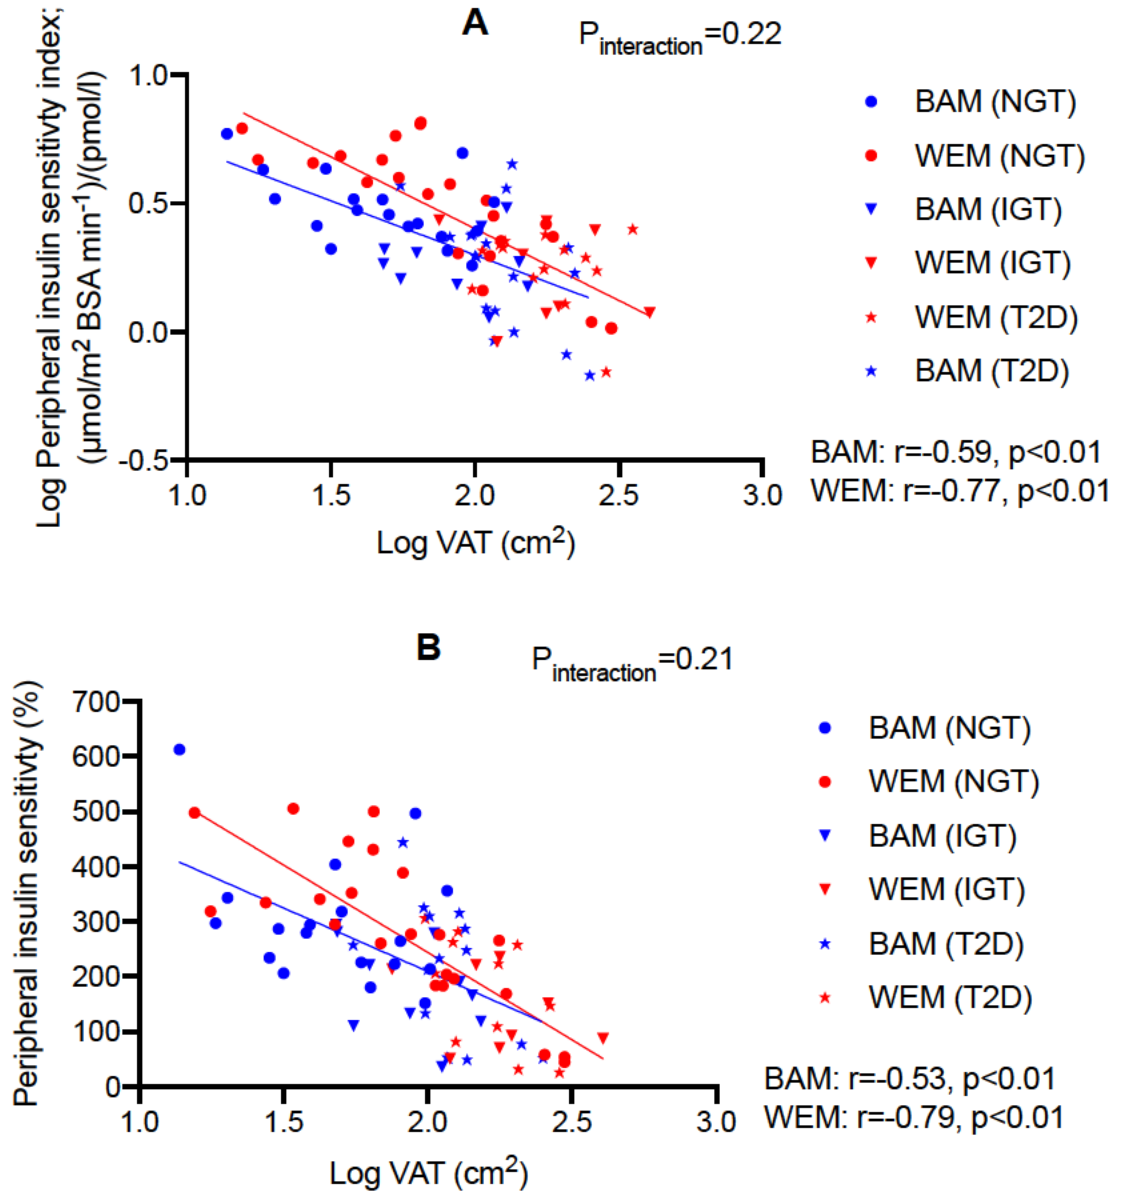 A
P_interaction=0.22
Log Peripheral insulin sensitivty index;
(µmol/m² BSA min⁻¹)/(pmol/l)
1.0
0.5
0.0
-0.5
1.0 1.5 2.0 2.5 3.0
Log VAT (cm²)
BAM (NGT)
WEM (NGT)
BAM (IGT)
WEM (IGT)
WEM (T2D)
BAM (T2D)
BAM: r=-0.59, p<0.01
WEM: r=-0.77, p<0.01
B
P_interaction=0.21
Peripheral insulin sensitivty (%)
700
600
500
400
300
200
100
0
1.0 1.5 2.0 2.5 3.0
Log VAT (cm²)
BAM (NGT)
WEM (NGT)
BAM (IGT)
WEM (IGT)
BAM (T2D)
WEM (T2D)
BAM: r=-0.53, p<0.01
WEM: r=-0.79, p<0.01